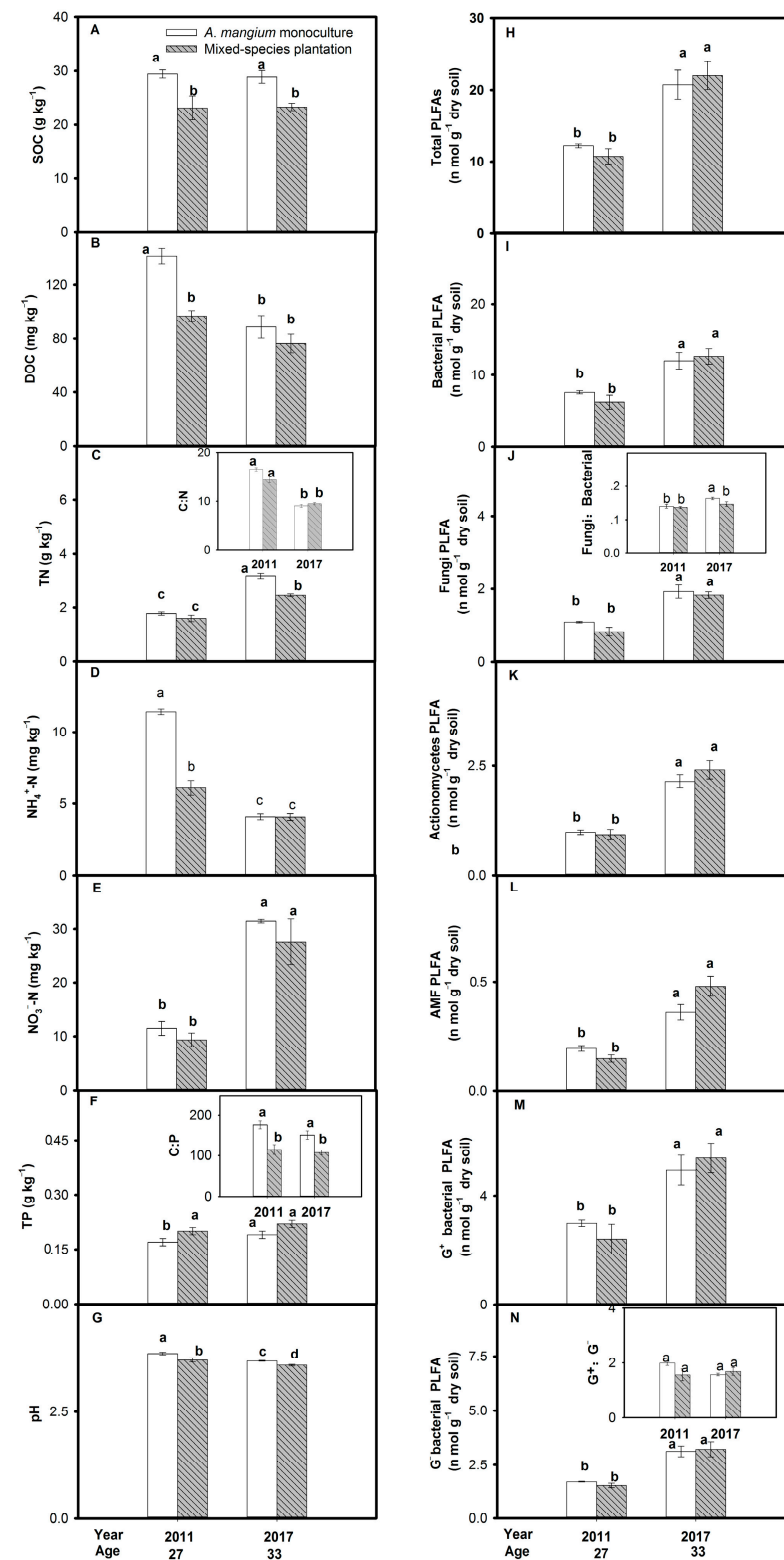 A
A. mangium monoculture
Mixed-species plantation
SOC (g kg⁻¹)
40
30
20
10
0
a
b
a
b
B
DOC (mg kg⁻¹)
120
80
40
0
a
b
b
b
C
TN (g kg⁻¹)
6
4
2
0
c
c
a
b
C:N
20
10
0
a
a
b
b
2011
2017
D
NH₄⁺-N (mg kg⁻¹)
10
5
0
a
b
c
c
E
NO₃⁻-N (mg kg⁻¹)
30
20
10
0
b
b
a
a
F
TP (g kg⁻¹)
0.45
0.30
0.15
0.00
b
a
a
a
C:P
200
100
0
a
b
a
b
2011
2017
G
pH
2.5
0.0
a
b
c
d
Year
2011
2017
Age
27
33
H
Total PLFAs
(n mol g⁻¹ dry soil)
30
20
10
0
b
b
a
a
I
Bacterial PLFA
(n mol g⁻¹ dry soil)
20
10
0
b
b
a
a
J
Fungi PLFA
(n mol g⁻¹ dry soil)
4
2
0
b
b
a
a
Fungi: Bacterial
.2
.1
0
b
b
a
b
2011
2017
K
Actionomycetes PLFA
(n mol g⁻¹ dry soil)
b
2.5
0.0
b
b
a
a
L
AMF PLFA
(n mol g⁻¹ dry soil)
0.5
0.0
b
b
a
a
M
G⁺ bacterial PLFA
(n mol g⁻¹ dry soil)
4
0
b
b
a
a
N
G⁻bacterial PLFA
(n mol g⁻¹ dry soil)
7.5
5.0
2.5
0.0
b
b
a
a
G⁺: G⁻
4
2
0
a
a
a
a
2011
2017
Year
2011
2017
Age
27
33